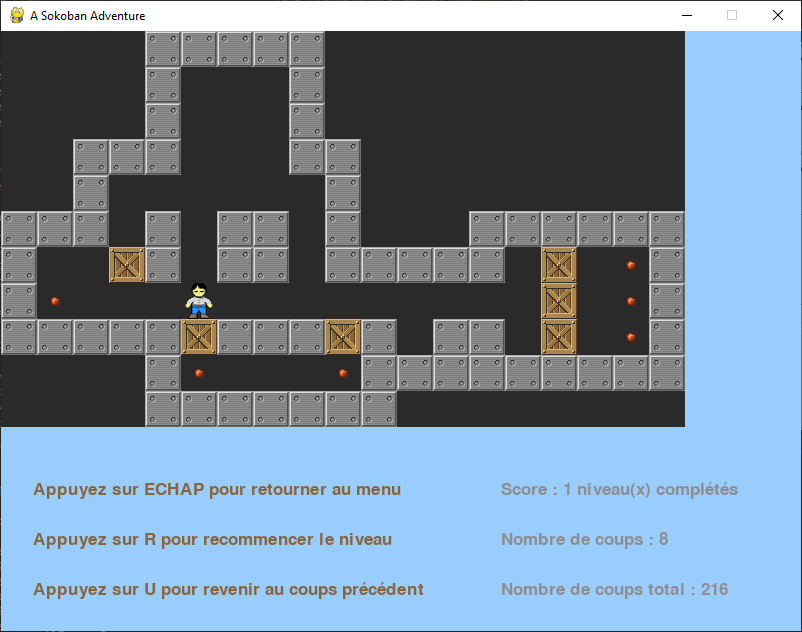 A Sokoban Adventure
Appuyez sur ECHAP pour retourner au menu
Score : 1 niveau(x) complétés
Appuyez sur R pour recommencer le niveau
Nombre de coups : 8
Appuyez sur U pour revenir au coups précédent
Nombre de coups total : 216